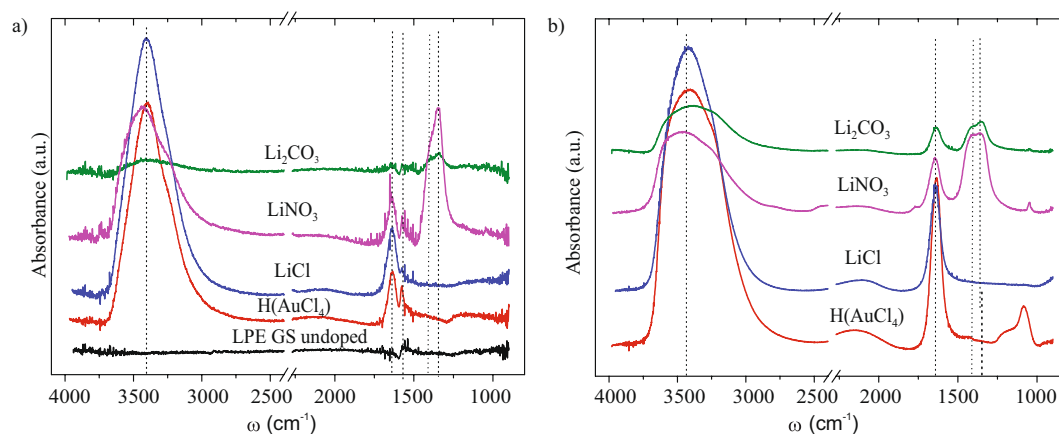 a)
Absorbance (a.u.)
Li₂CO₃
LiNO₃
LiCl
H(AuCl₄)
LPE GS undoped
4000 3500 3000 2500 2000 1500 1000
ω (cm⁻¹)
b)
Absorbance (a.u.)
Li₂CO₃
LiNO₃
LiCl
H(AuCl₄)
4000 3500 3000 2500 2000 1500 1000
ω (cm⁻¹)